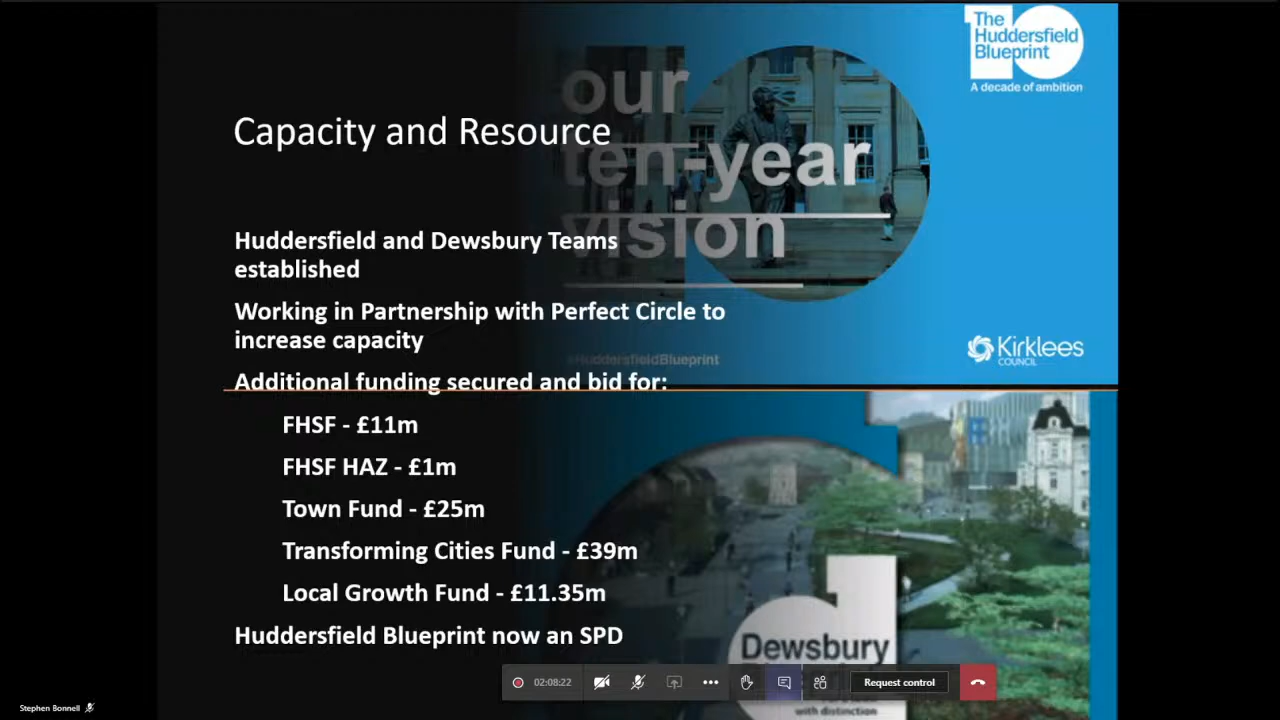 The
Huddersfield
Blueprint
A decade of ambition
our
ten-year
vision
Capacity and Resource
Huddersfield and Dewsbury Teams
established
Working in Partnership with Perfect Circle to
increase capacity
#HuddersfieldBlueprint
Kirklees
COUNCIL
Additional funding secured and bid for:
FHSF - £11m
FHSF HAZ - £1m
Town Fund - £25m
Transforming Cities Fund - £39m
Local Growth Fund - £11.35m
Huddersfield Blueprint now an SPD
Dewsbury
with distinction
02:08:22
Request control
Stephen Bonnell